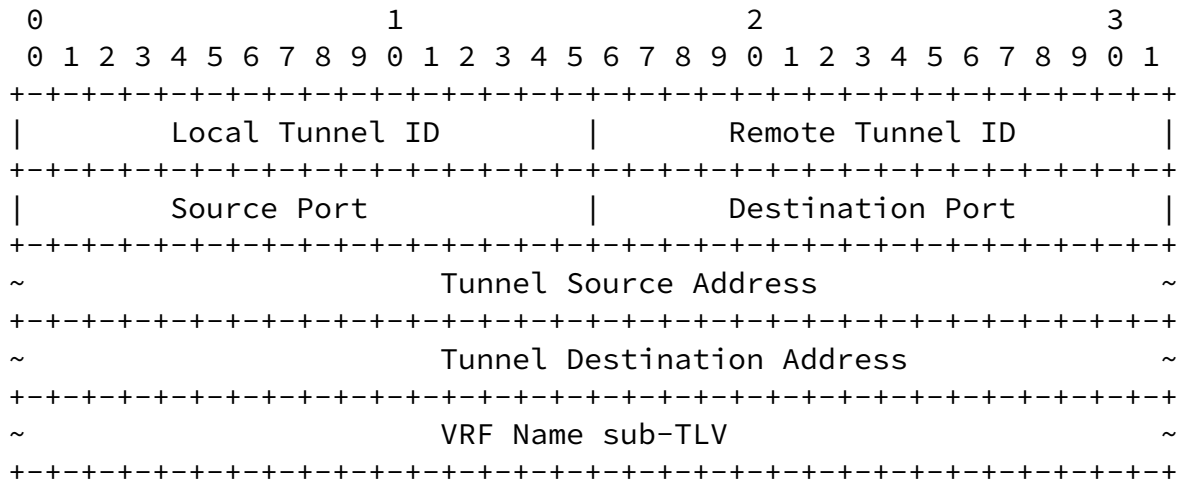 0                   1                   2                   3
 0 1 2 3 4 5 6 7 8 9 0 1 2 3 4 5 6 7 8 9 0 1 2 3 4 5 6 7 8 9 0 1
+-+-+-+-+-+-+-+-+-+-+-+-+-+-+-+-+-+-+-+-+-+-+-+-+-+-+-+-+-+-+-+-+
|        Local Tunnel ID        |       Remote Tunnel ID        |
+-+-+-+-+-+-+-+-+-+-+-+-+-+-+-+-+-+-+-+-+-+-+-+-+-+-+-+-+-+-+-+-+
|        Source Port            |       Destination Port        |
+-+-+-+-+-+-+-+-+-+-+-+-+-+-+-+-+-+-+-+-+-+-+-+-+-+-+-+-+-+-+-+-+
~                       Tunnel Source Address                   ~
+-+-+-+-+-+-+-+-+-+-+-+-+-+-+-+-+-+-+-+-+-+-+-+-+-+-+-+-+-+-+-+-+
~                       Tunnel Destination Address              ~
+-+-+-+-+-+-+-+-+-+-+-+-+-+-+-+-+-+-+-+-+-+-+-+-+-+-+-+-+-+-+-+-+
~                       VRF Name sub-TLV                        ~
+-+-+-+-+-+-+-+-+-+-+-+-+-+-+-+-+-+-+-+-+-+-+-+-+-+-+-+-+-+-+-+-+